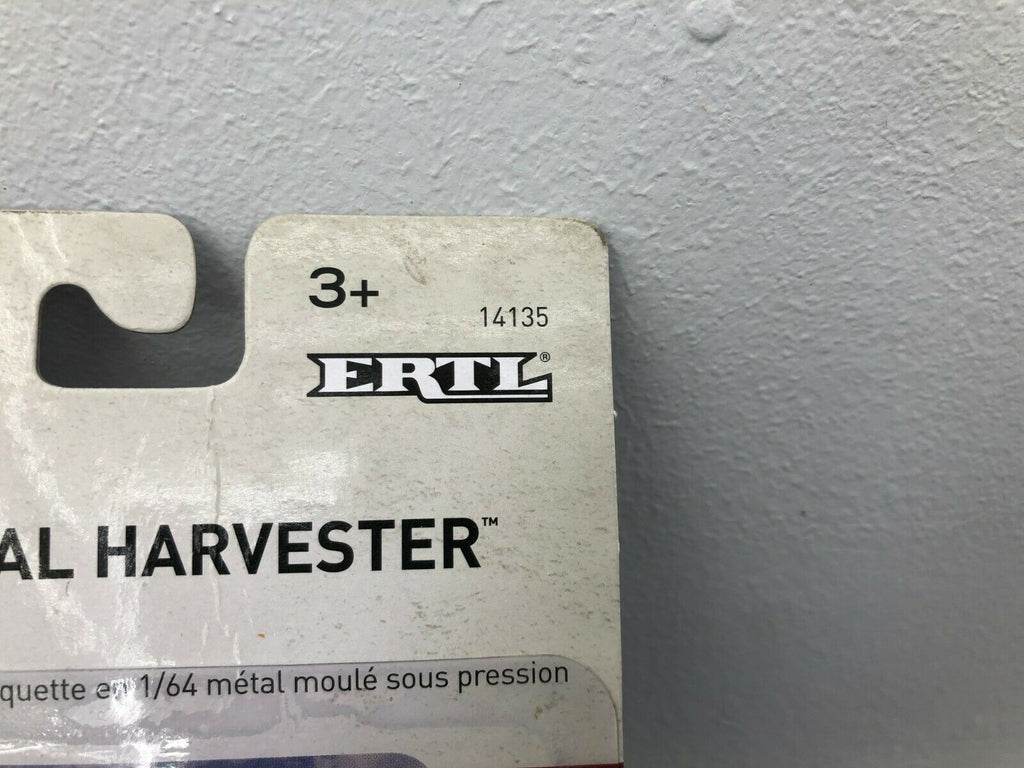 3+
14135
ERTL®
AL HARVESTER™
quette en 1/64 métal moulé sous pression